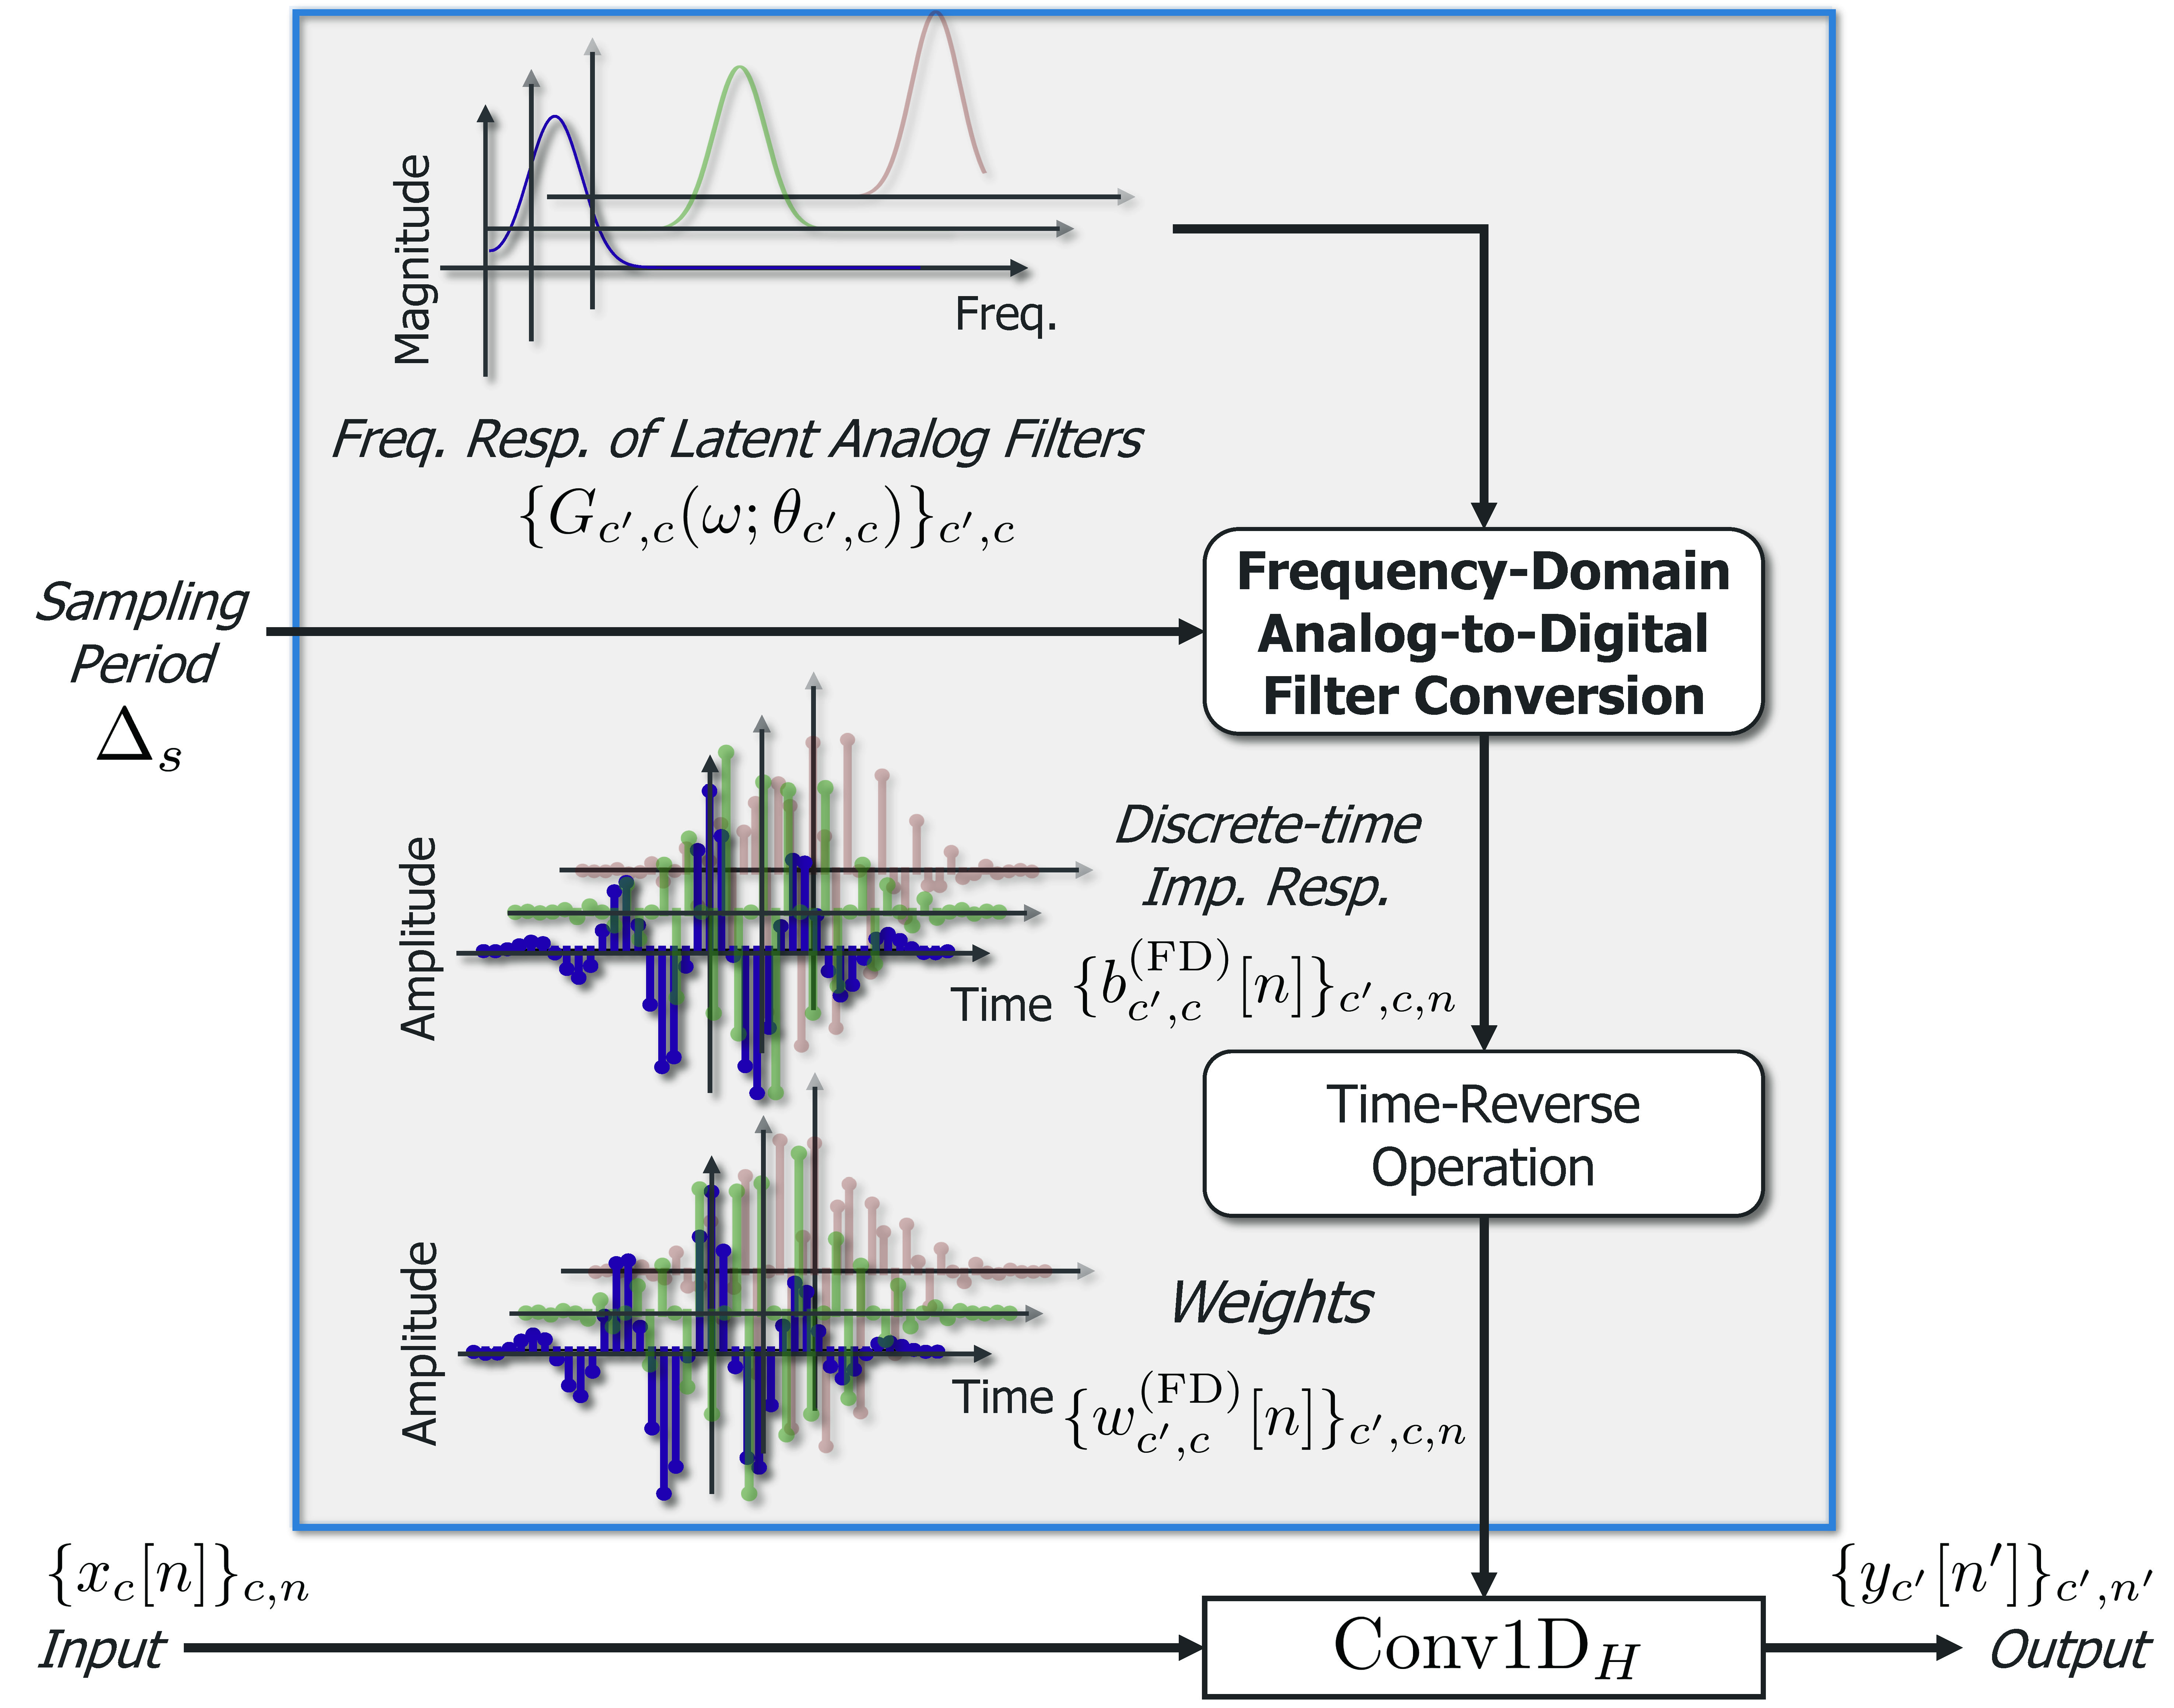 Magnitude
Freq.
Freq. Resp. of Latent Analog Filters
{G_{c′,c}(ω; θ_{c′,c})}_{c′,c}
Sampling
Period
Δ_s
Frequency-Domain
Analog-to-Digital
Filter Conversion
Amplitude
Time
Discrete-time
Imp. Resp.
{b^{(FD)}_{c′,c}[n]}_{c′,c,n}
Time-Reverse
Operation
Amplitude
Time
Weights
{w^{(FD)}_{c′,c}[n]}_{c′,c,n}
{x_c[n]}_{c,n}
Input
Conv1D_H
{y_{c′}[n′]}_{c′,n′}
Output